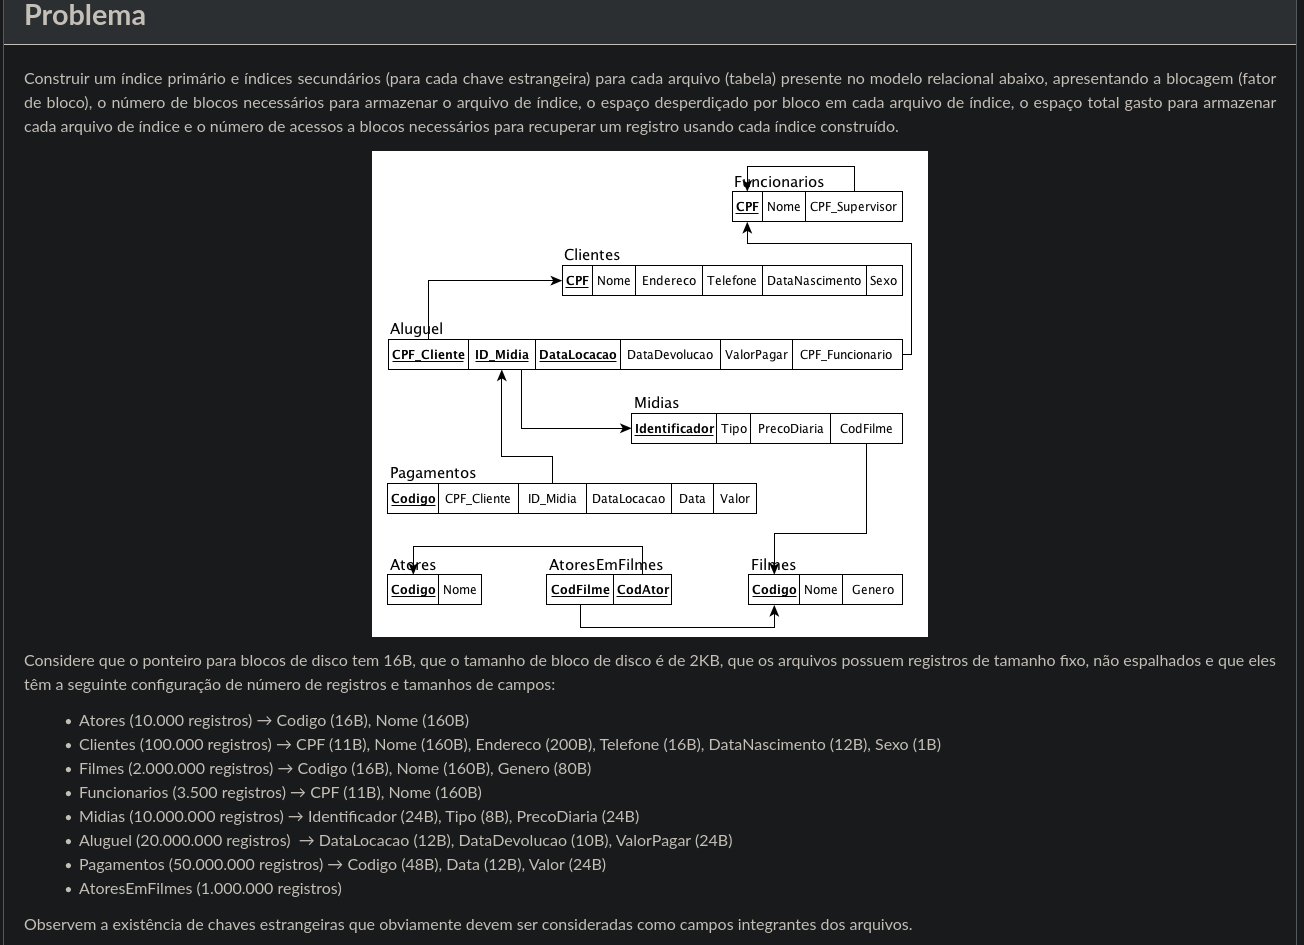 Problema
Construir um índice primário e índices secundários (para cada chave estrangeira) para cada arquivo (tabela) presente no modelo relacional abaixo, apresentando a blocagem (fator
de bloco), o número de blocos necessários para armazenar o arquivo de índice, o espaço desperdiçado por bloco em cada arquivo de índice, o espaço total gasto para armazenar
cada arquivo de índice e o número de acessos a blocos necessários para recuperar um registro usando cada índice construído.
Funcionarios
CPF Nome CPF_Supervisor
Clientes
CPF Nome Endereco Telefone DataNascimento Sexo
Aluguel
CPF_Cliente ID_Midia DataLocacao DataDevolucao ValorPagar CPF_Funcionario
Midias
Identificador Tipo PrecoDiaria CodFilme
Pagamentos
Codigo CPF_Cliente ID_Midia DataLocacao Data Valor
Atores AtoresEmFilmes Filmes
Codigo Nome CodFilme CodAtor Codigo Nome Genero
Considere que o ponteiro para blocos de disco tem 16B, que o tamanho de bloco de disco é de 2KB, que os arquivos possuem registros de tamanho fixo, não espalhados e que eles
têm a seguinte configuração de número de registros e tamanhos de campos:
• Atores (10.000 registros) → Codigo (16B), Nome (160B)
• Clientes (100.000 registros) → CPF (11B), Nome (160B), Endereco (200B), Telefone (16B), DataNascimento (12B), Sexo (1B)
• Filmes (2.000.000 registros) → Codigo (16B), Nome (160B), Genero (80B)
• Funcionarios (3.500 registros) → CPF (11B), Nome (160B)
• Midias (10.000.000 registros) → Identificador (24B), Tipo (8B), PrecoDiaria (24B)
• Aluguel (20.000.000 registros) → DataLocacao (12B), DataDevolucao (10B), ValorPagar (24B)
• Pagamentos (50.000.000 registros) → Codigo (48B), Data (12B), Valor (24B)
• AtoresEmFilmes (1.000.000 registros)
Observem a existência de chaves estrangeiras que obviamente devem ser consideradas como campos integrantes dos arquivos.